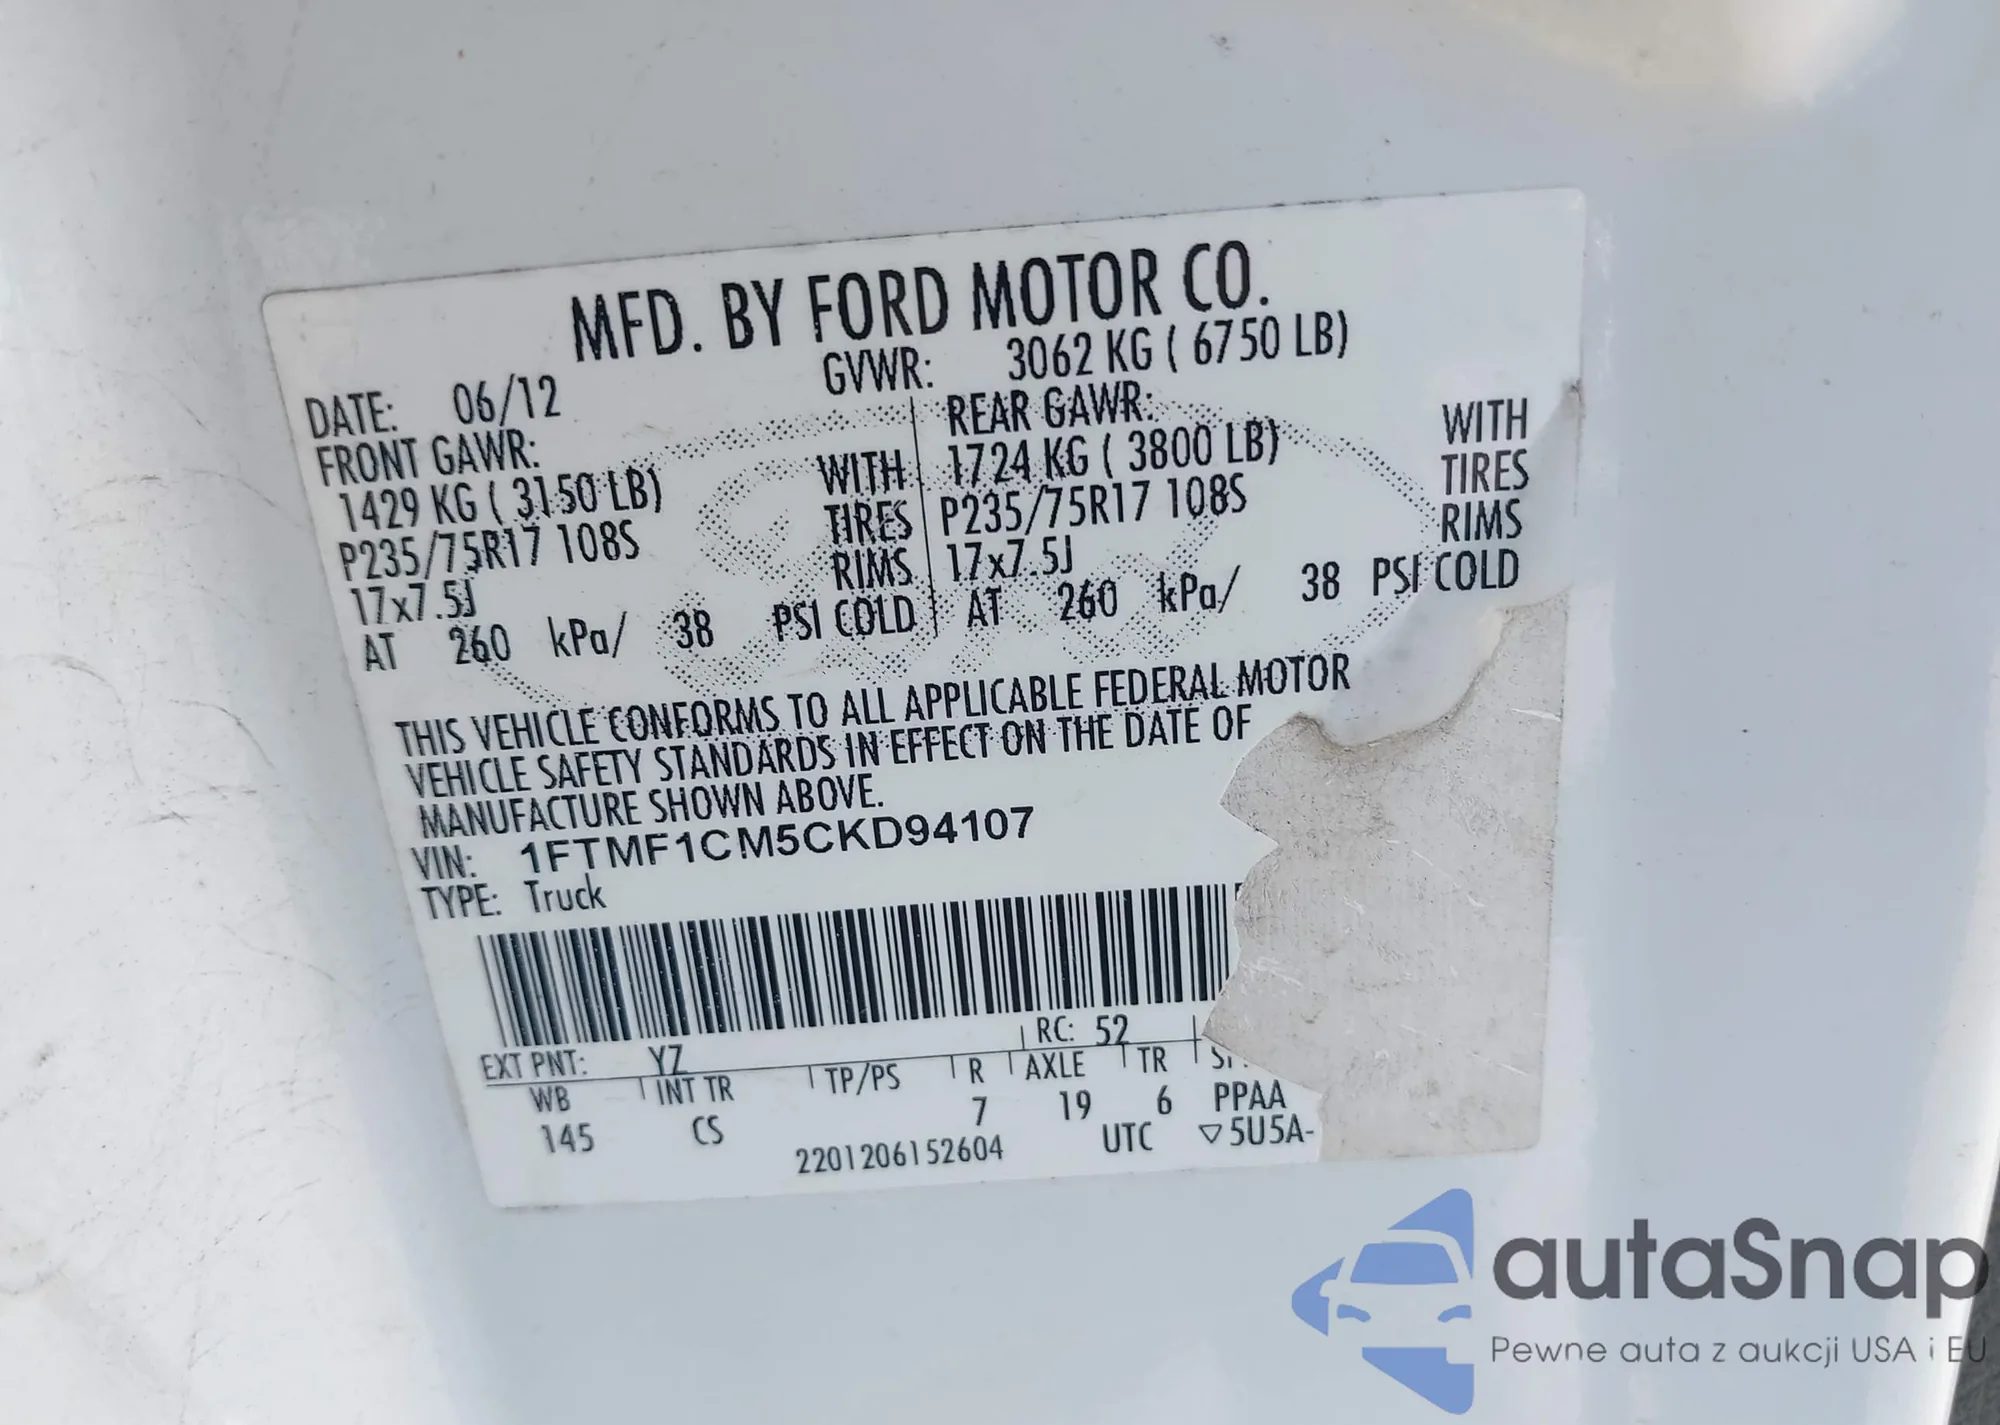 MFD. BY FORD MOTOR CO.
DATE: 06/12 GVWR: 3062 KG ( 6750 LB)
FRONT GAWR: REAR GAWR:
1429 KG ( 3150 LB) WITH 1724 KG ( 3800 LB) WITH
P235/75R17 108S TIRES P235/75R17 108S TIRES
17x7.5J RIMS 17x7.5J RIMS
AT 260 kPa/ 38 PSI COLD AT 260 kPa/ 38 PSI COLD
THIS VEHICLE CONFORMS TO ALL APPLICABLE FEDERAL MOTOR
VEHICLE SAFETY STANDARDS IN EFFECT ON THE DATE OF
MANUFACTURE SHOWN ABOVE.
VIN: 1FTMF1CM5CKD94107
TYPE: Truck
EXT PNT: YZ RC: 52
WB INT TR TP/PS R AXLE TR
145 CS 7 19 6 PPAA
2201206152604 UTC ▽5U5A-
autaSnap
Pewne auta z aukcji USA i EU